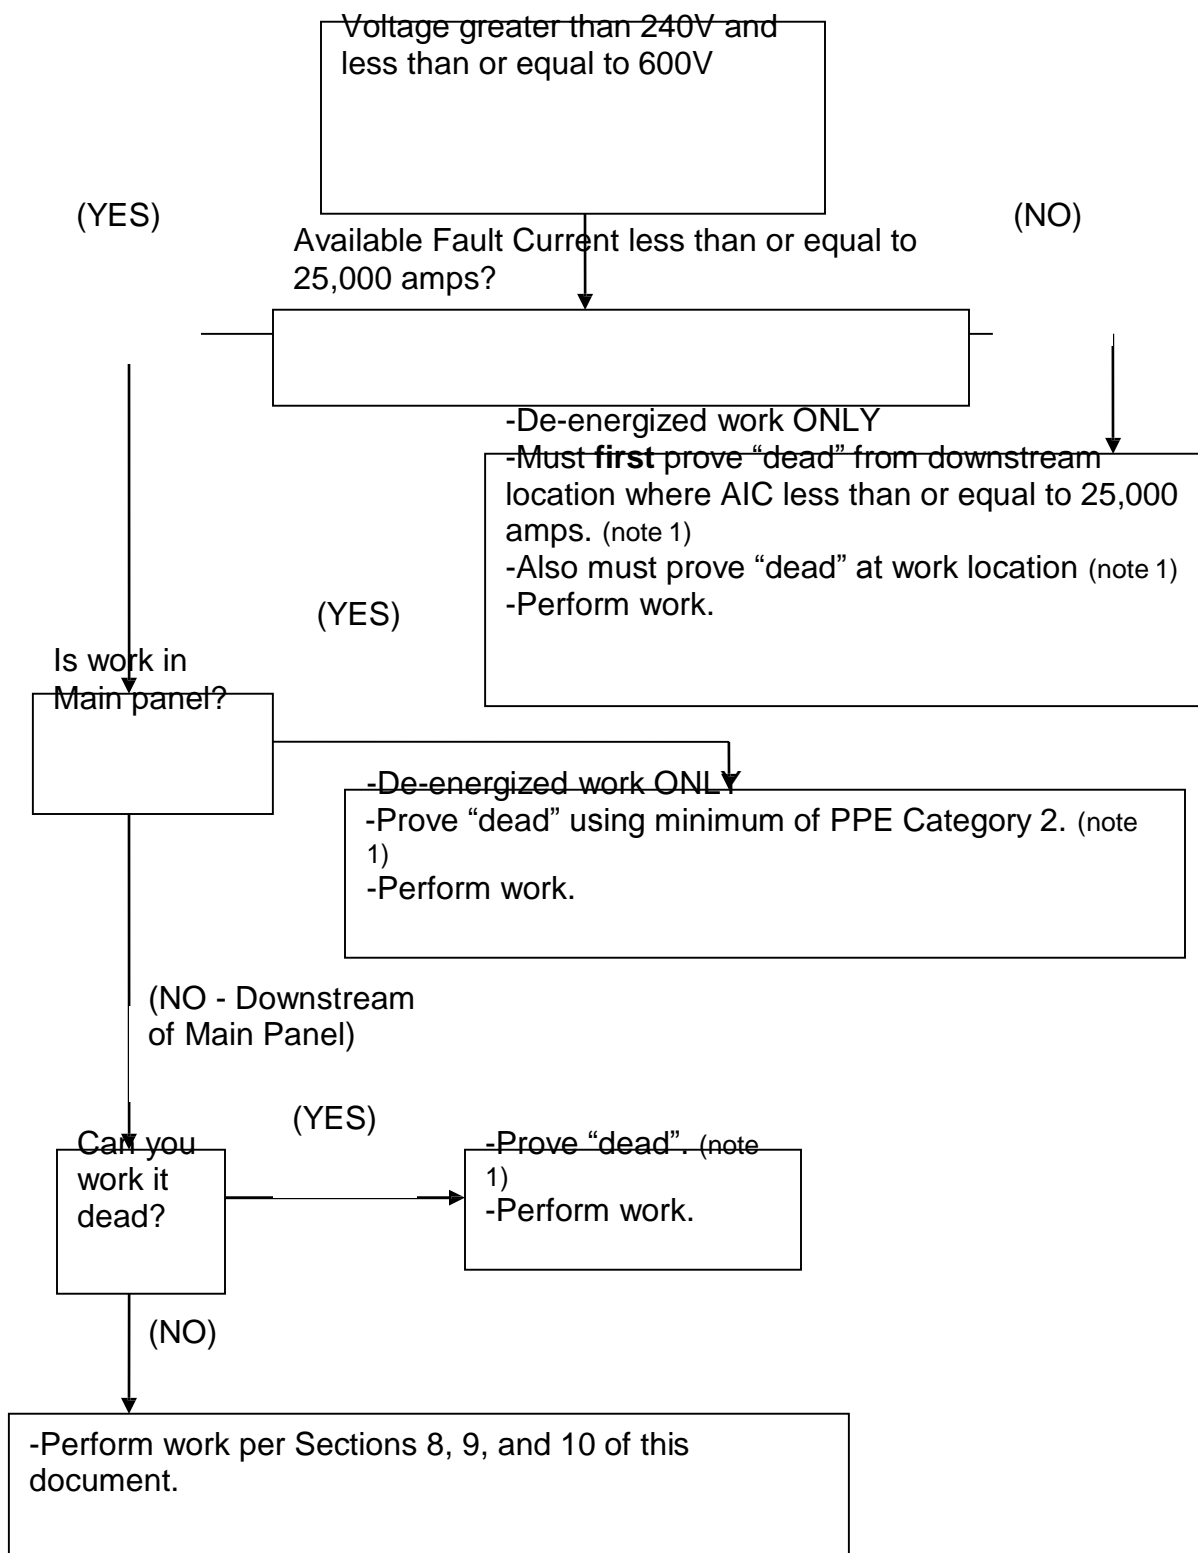 Voltage greater than 240V and
less than or equal to 600V
(YES)
(NO)
Available Fault Current less than or equal to
25,000 amps?
-De-energized work ONLY
-Must first prove “dead” from downstream
location where AIC less than or equal to 25,000
amps. (note 1)
-Also must prove “dead” at work location (note 1)
-Perform work.
(YES)
Is work in
Main panel?
-De-energized work ONLY
-Prove “dead” using minimum of PPE Category 2. (note
1)
-Perform work.
(NO - Downstream
of Main Panel)
(YES)
Can you
work it
dead?
-Prove “dead”. (note
1)
-Perform work.
(NO)
-Perform work per Sections 8, 9, and 10 of this
document.